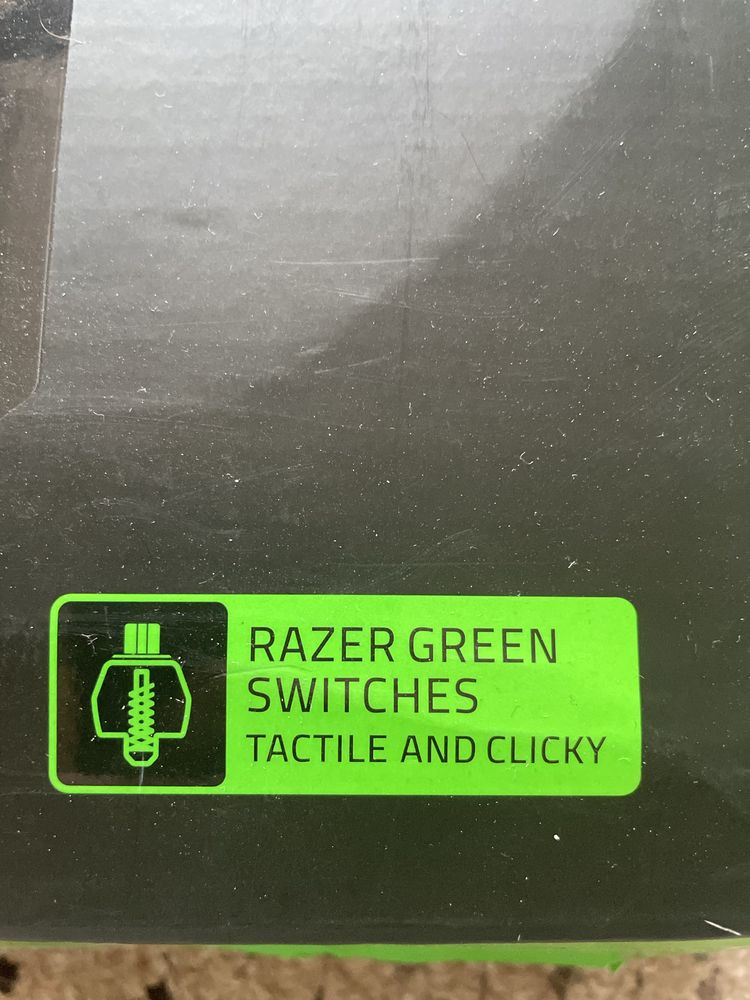 RAZER GREEN
SWITCHES
TACTILE AND CLICKY